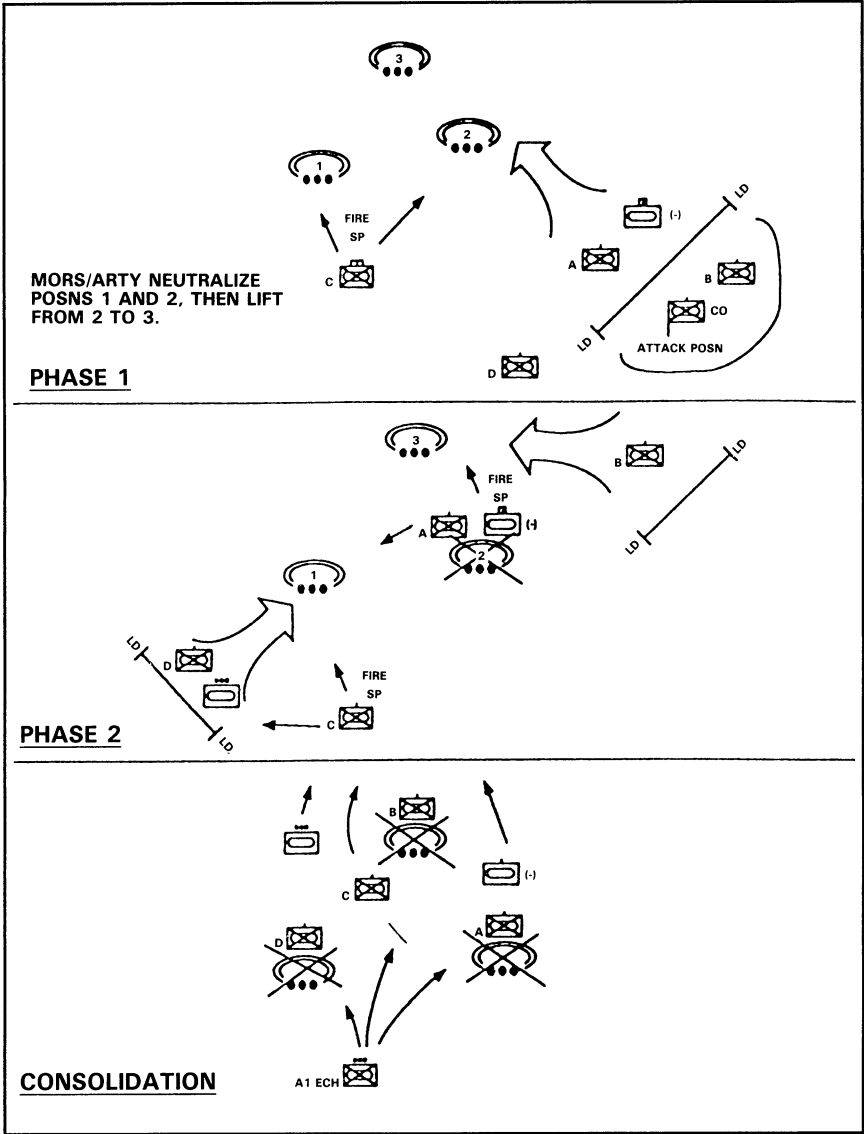 3
2
1
FIRE
SP
C
A
(-)
LD
B
CO
LD
ATTACK POSN
D
MORS/ARTY NEUTRALIZE
POSNS 1 AND 2, THEN LIFT
FROM 2 TO 3.
PHASE 1
3
B
LD
LD
FIRE
SP
A
(-)
2
1
LD
D
LD
FIRE
SP
C
PHASE 2
B
C
(-)
D
A
A1 ECH
CONSOLIDATION